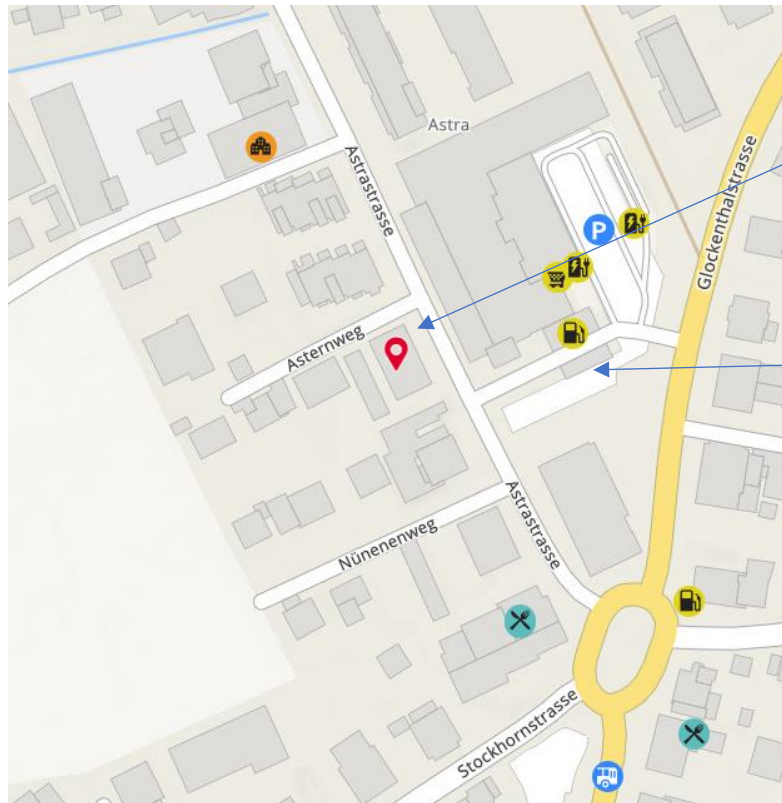 Astra
Astrastrasse
Glockenthalstrasse
P
Asternweg
Astrastrasse
Nünenenweg
Stockhornstrasse